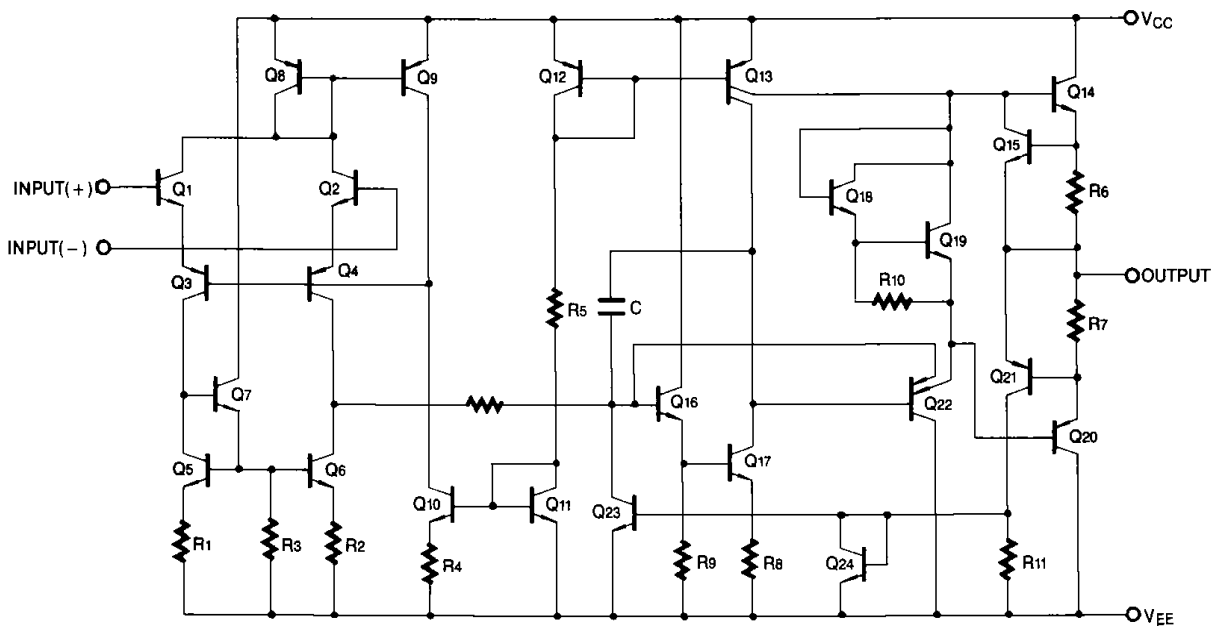 VCC
Q8
Q9
Q12
Q13
Q14
Q15
INPUT(+)
Q1
Q2
Q18
R6
INPUT(−)
Q3
Q4
Q19
OUTPUT
R10
R5
C
R7
Q7
Q16
Q22
Q21
Q20
Q5
Q6
Q17
Q10
Q11
Q23
R1
R3
R2
R4
R9
R8
Q24
R11
VEE